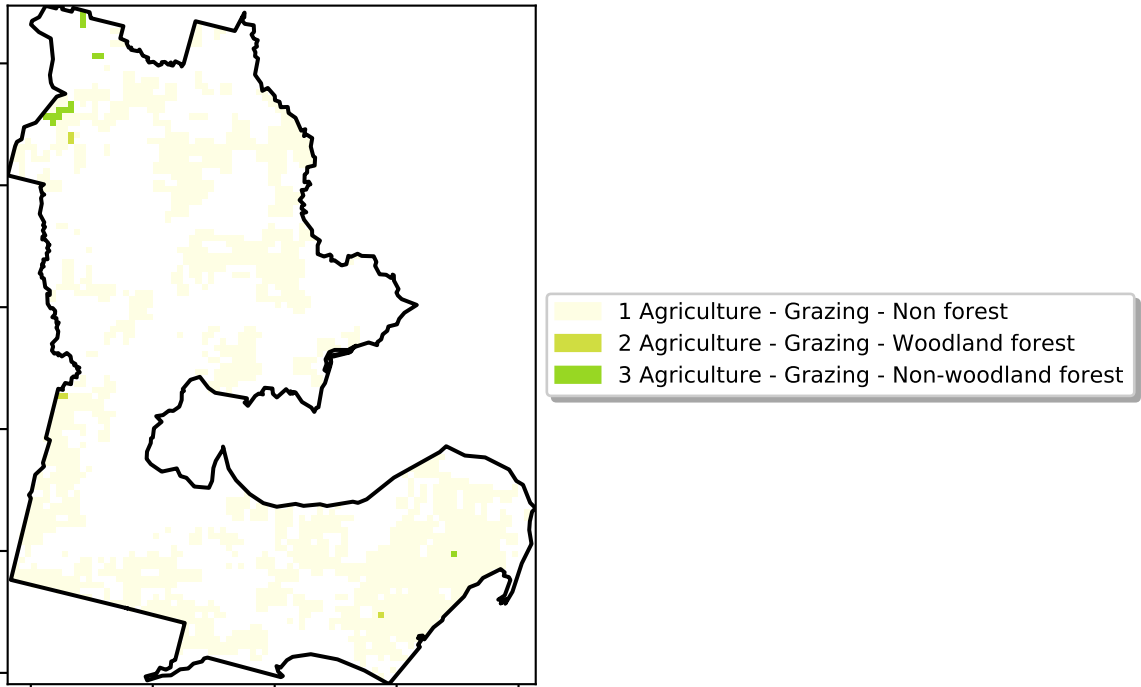 1 Agriculture - Grazing - Non forest
2 Agriculture - Grazing - Woodland forest
3 Agriculture - Grazing - Non-woodland forest